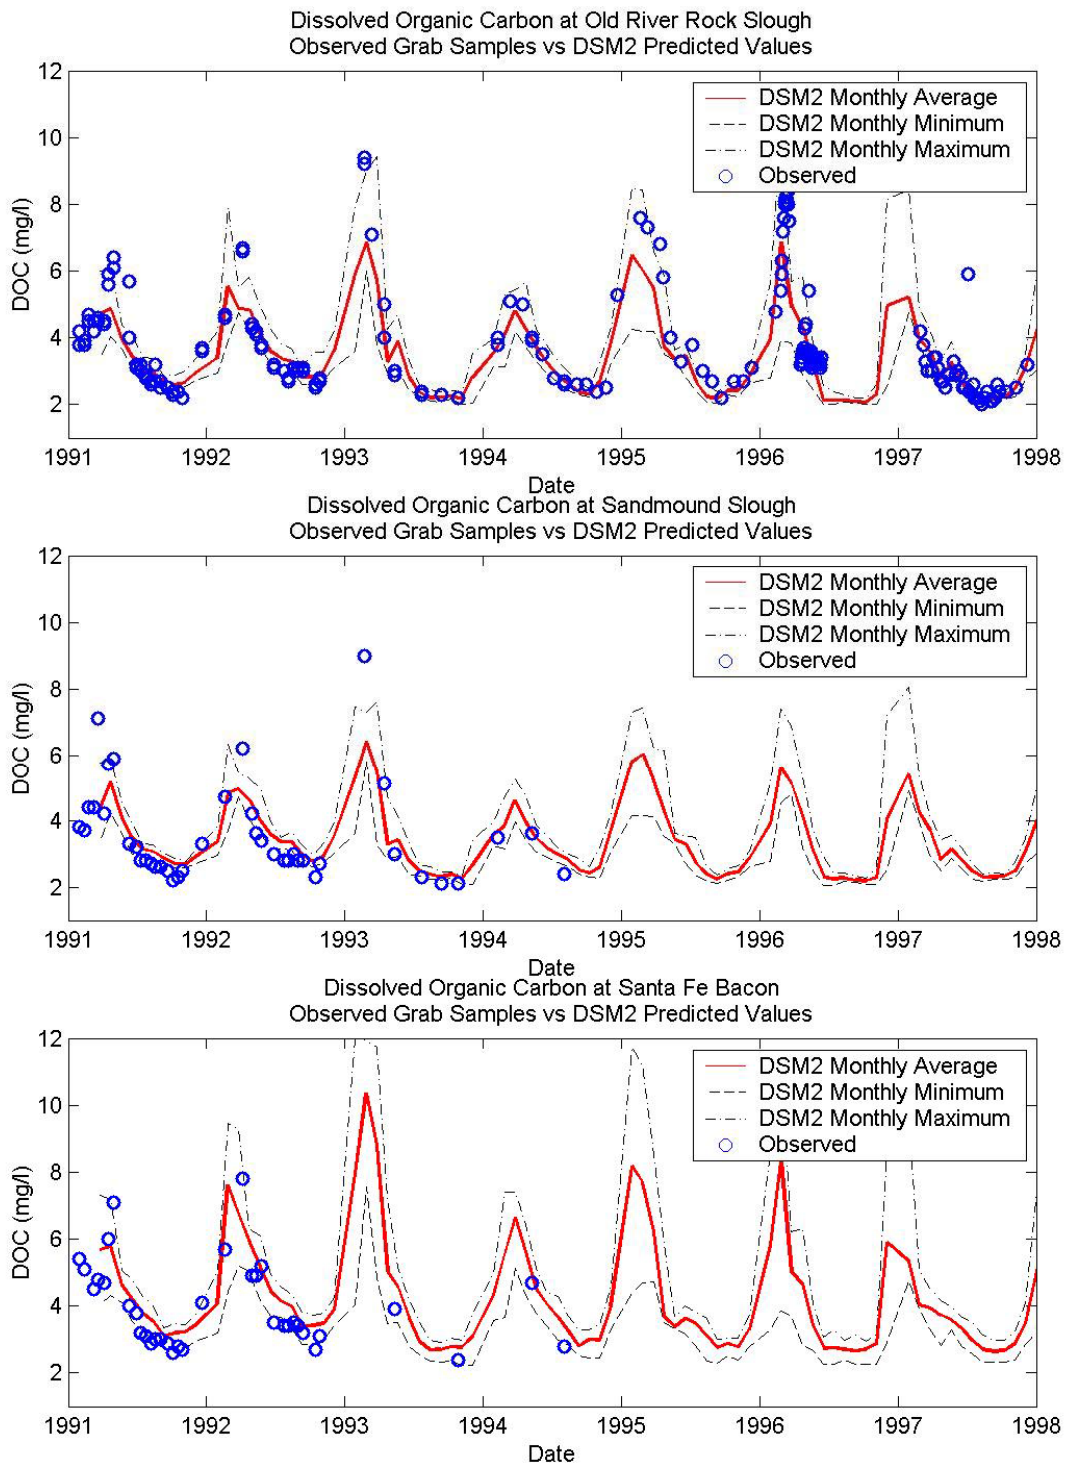 Dissolved Organic Carbon at Old River Rock Slough
Observed Grab Samples vs DSM2 Predicted Values
12
10
8
6
4
2
DOC (mg/l)
DSM2 Monthly Average
DSM2 Monthly Minimum
DSM2 Monthly Maximum
Observed
1991 1992 1993 1994 1995 1996 1997 1998
Date
Dissolved Organic Carbon at Sandmound Slough
Observed Grab Samples vs DSM2 Predicted Values
12
10
8
6
4
2
DOC (mg/l)
DSM2 Monthly Average
DSM2 Monthly Minimum
DSM2 Monthly Maximum
Observed
1991 1992 1993 1994 1995 1996 1997 1998
Date
Dissolved Organic Carbon at Santa Fe Bacon
Observed Grab Samples vs DSM2 Predicted Values
12
10
8
6
4
2
DOC (mg/l)
DSM2 Monthly Average
DSM2 Monthly Minimum
DSM2 Monthly Maximum
Observed
1991 1992 1993 1994 1995 1996 1997 1998
Date